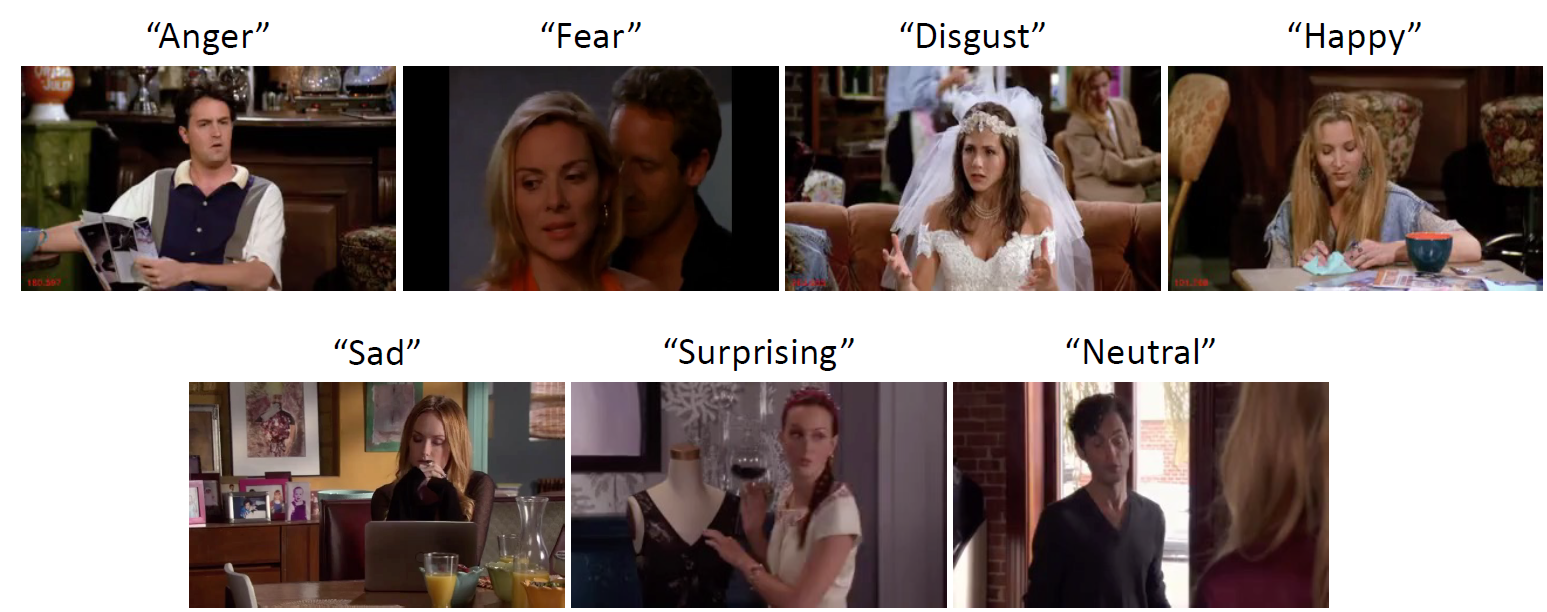 “Anger”
“Fear”
“Disgust”
“Happy”
“Sad”
“Surprising”
“Neutral”